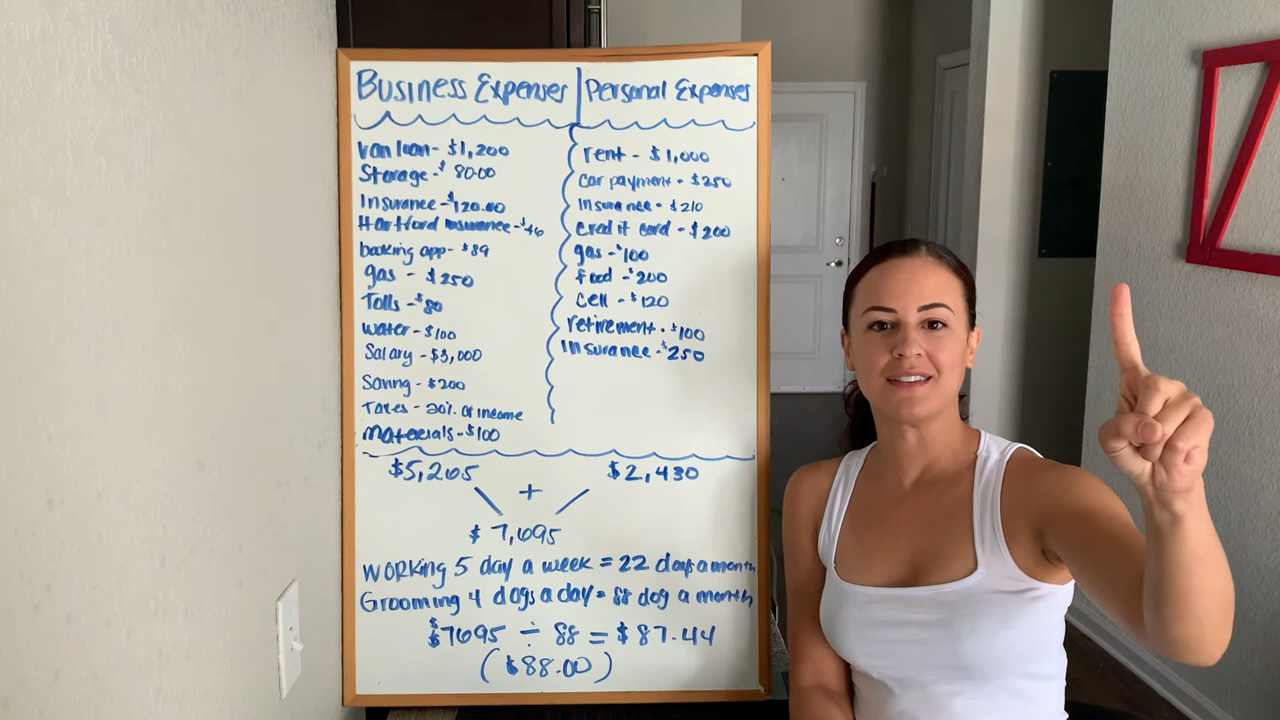 Business Expenses
Van loan - $1,200
Storage - $80.00
Insurance - $120.00
Hartford insurance - $46
booking app - $89
gas - $250
Tolls - $80
Water - $100
Salary - $3,000
Saving - $200
Taxes - 20% of income
Materials - $100
$5,265
Personal Expenses
rent - $1,000
car payment - $250
Insurance - $210
credit card - $200
gas - $100
food - $200
Cell - $120
retirement - $100
Insurance - $250
$2,430
+
$7,695
Working 5 day a week = 22 days a month
Grooming 4 dogs a day = 88 dog a month
$7695 ÷ 88 = $87.44
($88.00)